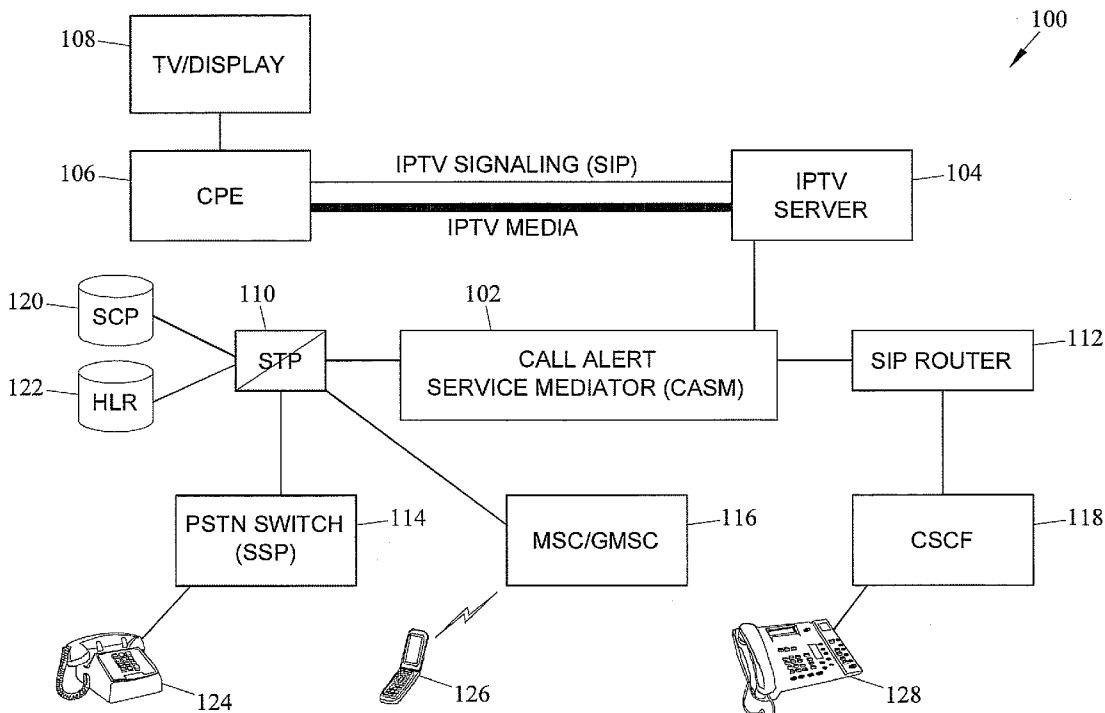 100
108
TV/DISPLAY
106
CPE
IPTV SIGNALING (SIP)
IPTV MEDIA
IPTV
SERVER
104
120
SCP
122
HLR
110
STP
102
CALL ALERT
SERVICE MEDIATOR (CASM)
SIP ROUTER
112
PSTN SWITCH
(SSP)
114
MSC/GMSC
116
CSCF
118
124
126
128